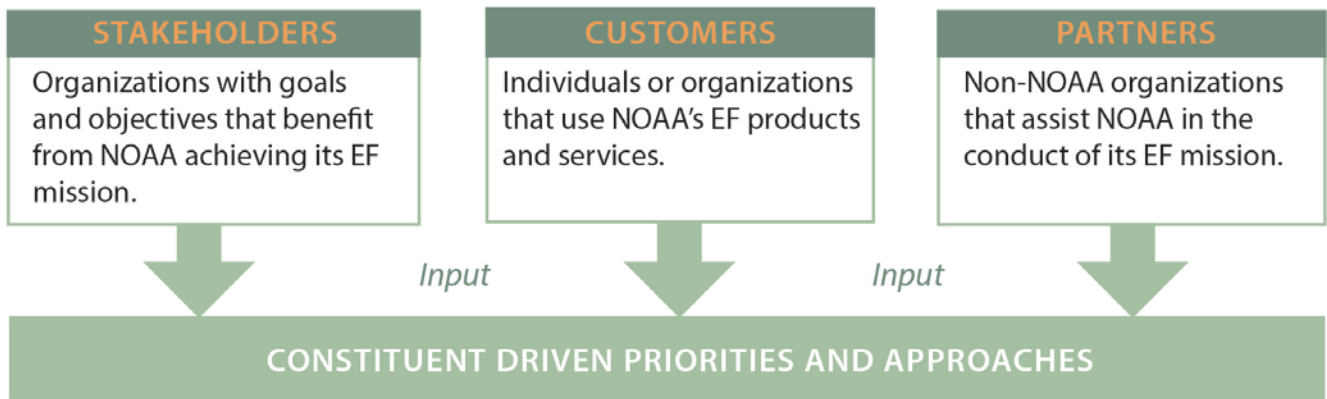 STAKEHOLDERS
Organizations with goals
and objectives that benefit
from NOAA achieving its EF
mission.
CUSTOMERS
Individuals or organizations
that use NOAA's EF products
and services.
PARTNERS
Non-NOAA organizations
that assist NOAA in the
conduct of its EF mission.
Input
Input
CONSTITUENT DRIVEN PRIORITIES AND APPROACHES